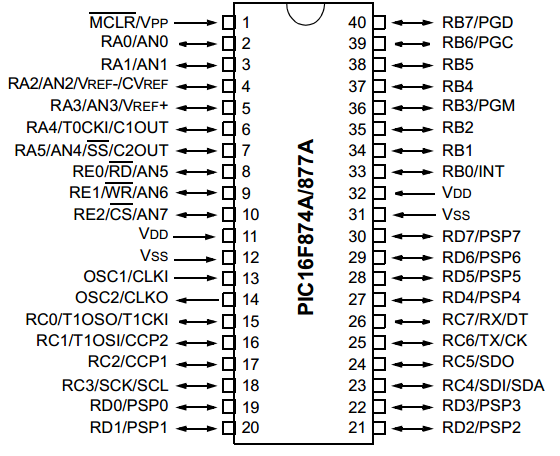 MCLR/VPP 1 40 RB7/PGD
RA0/AN0 2 39 RB6/PGC
RA1/AN1 3 38 RB5
RA2/AN2/VREF-/CVREF 4 37 RB4
RA3/AN3/VREF+ 5 36 RB3/PGM
RA4/T0CKI/C1OUT 6 35 RB2
RA5/AN4/SS/C2OUT 7 34 RB1
RE0/RD/AN5 8 33 RB0/INT
RE1/WR/AN6 9 32 VDD
RE2/CS/AN7 10 31 VSS
VDD 11 30 RD7/PSP7
VSS 12 29 RD6/PSP6
OSC1/CLKI 13 28 RD5/PSP5
OSC2/CLKO 14 27 RD4/PSP4
RC0/T1OSO/T1CKI 15 26 RC7/RX/DT
RC1/T1OSI/CCP2 16 25 RC6/TX/CK
RC2/CCP1 17 24 RC5/SDO
RC3/SCK/SCL 18 23 RC4/SDI/SDA
RD0/PSP0 19 22 RD3/PSP3
RD1/PSP1 20 21 RD2/PSP2
PIC16F874A/877A